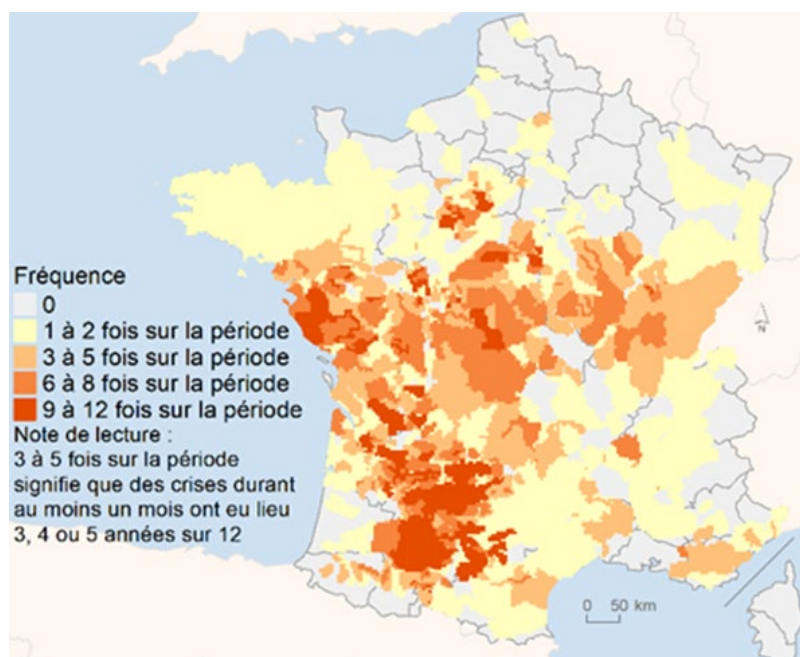 Fréquence
0
1 à 2 fois sur la période
3 à 5 fois sur la période
6 à 8 fois sur la période
9 à 12 fois sur la période
Note de lecture :
3 à 5 fois sur la période
signifie que des crises durant
au moins un mois ont eu lieu
3, 4 ou 5 années sur 12
N
0 50 km